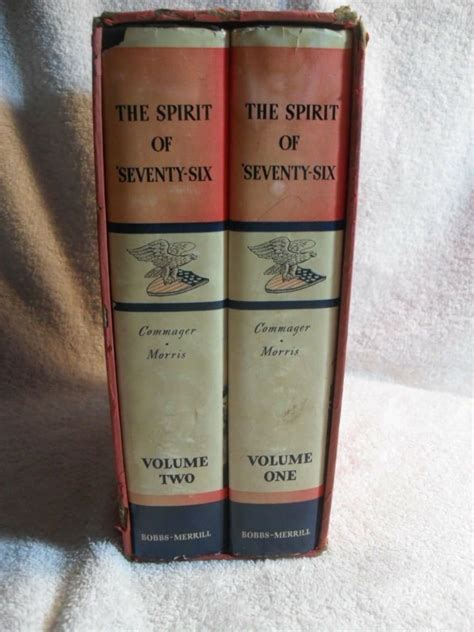 THE SPIRIT
OF
'SEVENTY-SIX
Commager
·
Morris
VOLUME
TWO
BOBBS-MERRILL
THE SPIRIT
OF
'SEVENTY-SIX
Commager
·
Morris
VOLUME
ONE
BOBBS-MERRILL